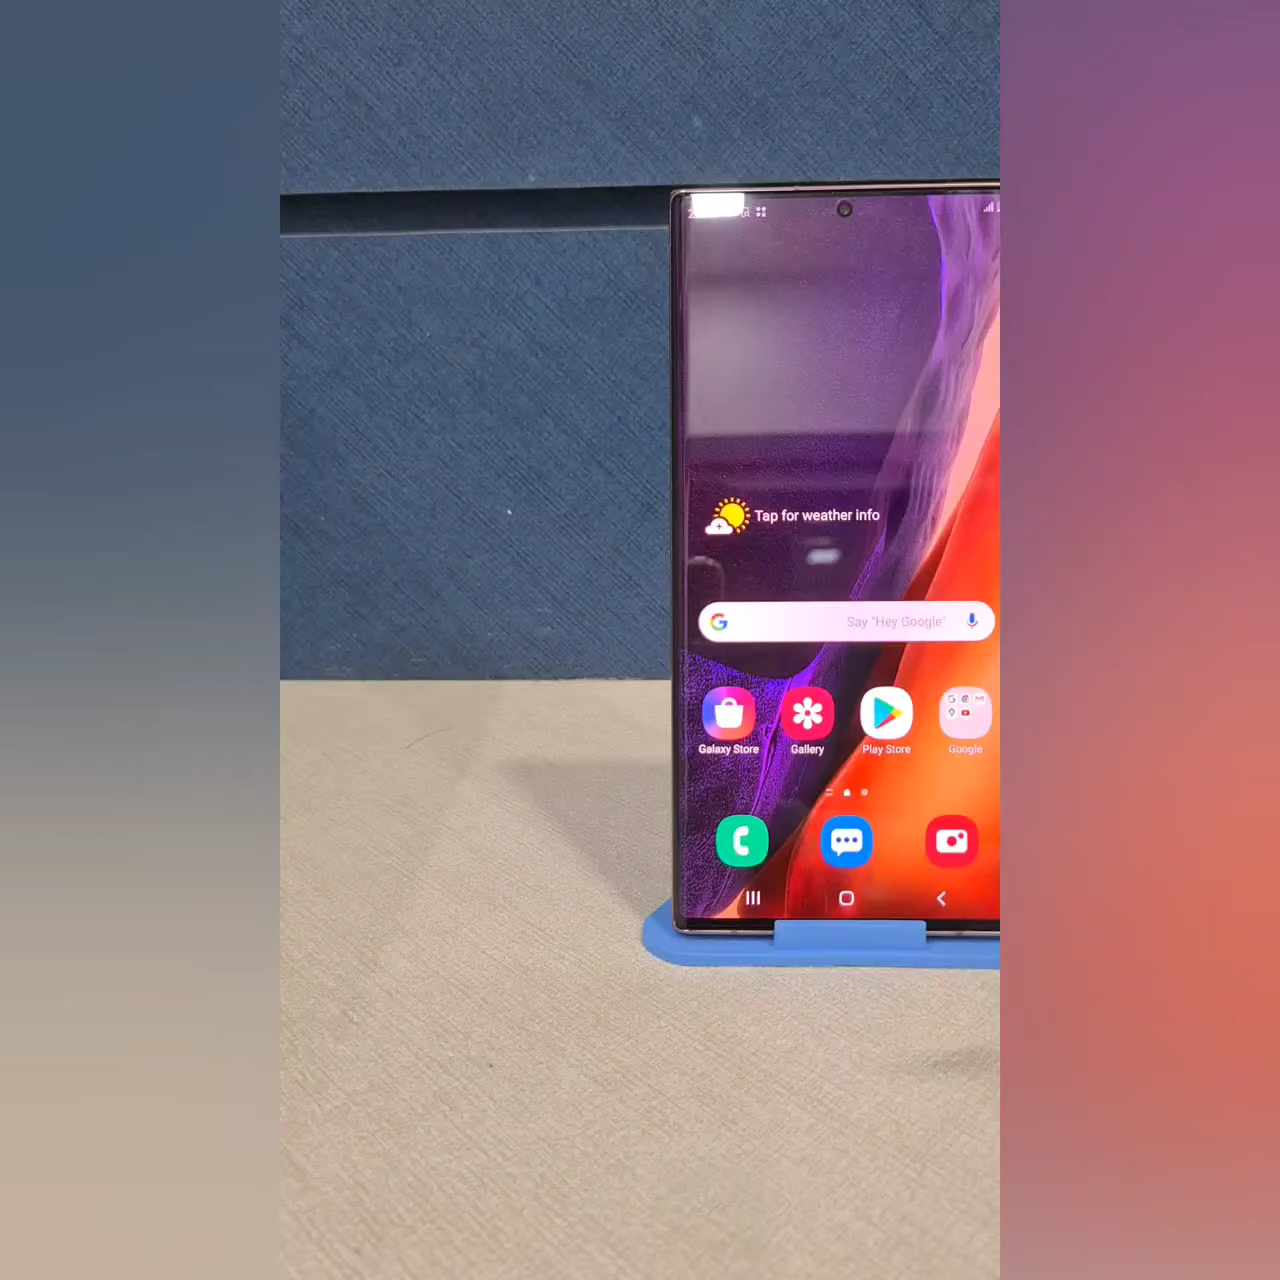 Tap for weather info
Say "Hey Google"
Galaxy Store
Gallery
Play Store
Google